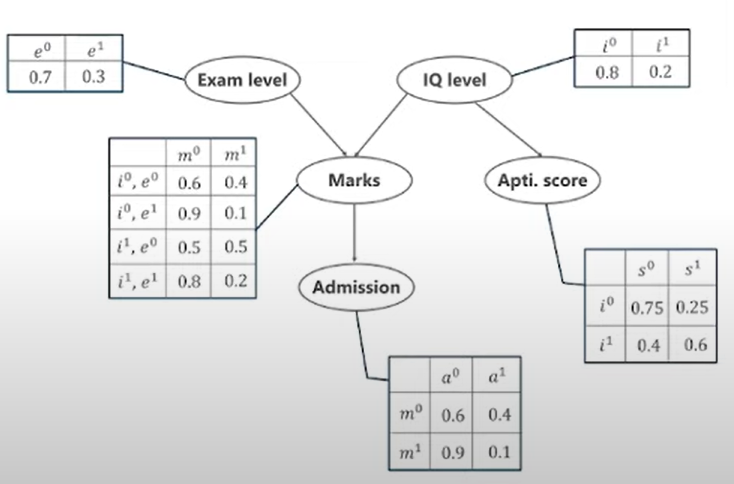 e⁰ e¹
0.7 0.3
Exam level
IQ level
i⁰ i¹
0.8 0.2
m⁰ m¹
i⁰, e⁰ 0.6 0.4
i⁰, e¹ 0.9 0.1
i¹, e⁰ 0.5 0.5
i¹, e¹ 0.8 0.2
Marks
Apti. score
Admission
s⁰ s¹
i⁰ 0.75 0.25
i¹ 0.4 0.6
a⁰ a¹
m⁰ 0.6 0.4
m¹ 0.9 0.1